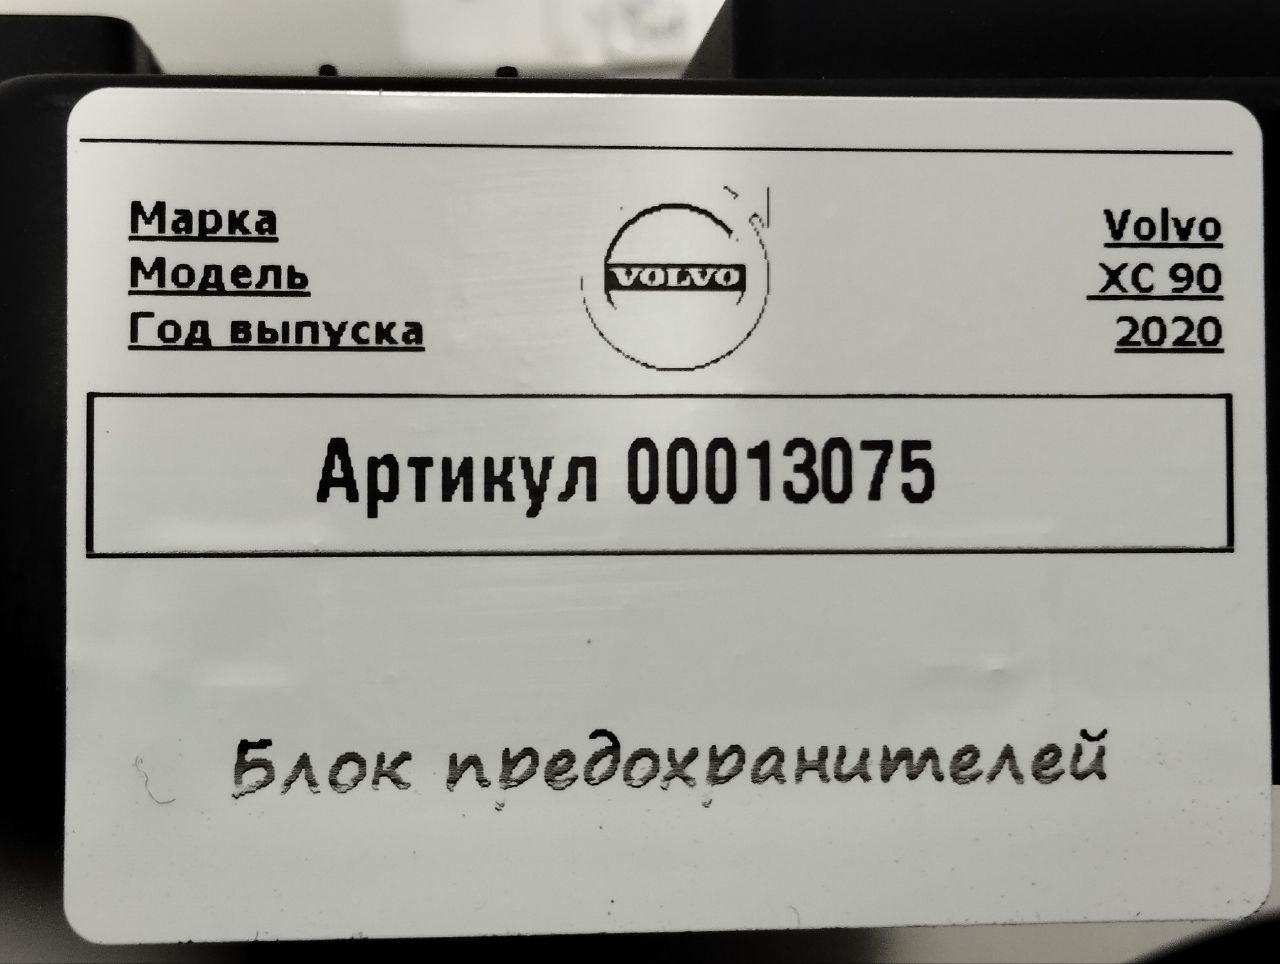 Марка Volvo
Модель XC 90
Год выпуска 2020
VOLVO
Артикул 00013075
Блок предохранителей